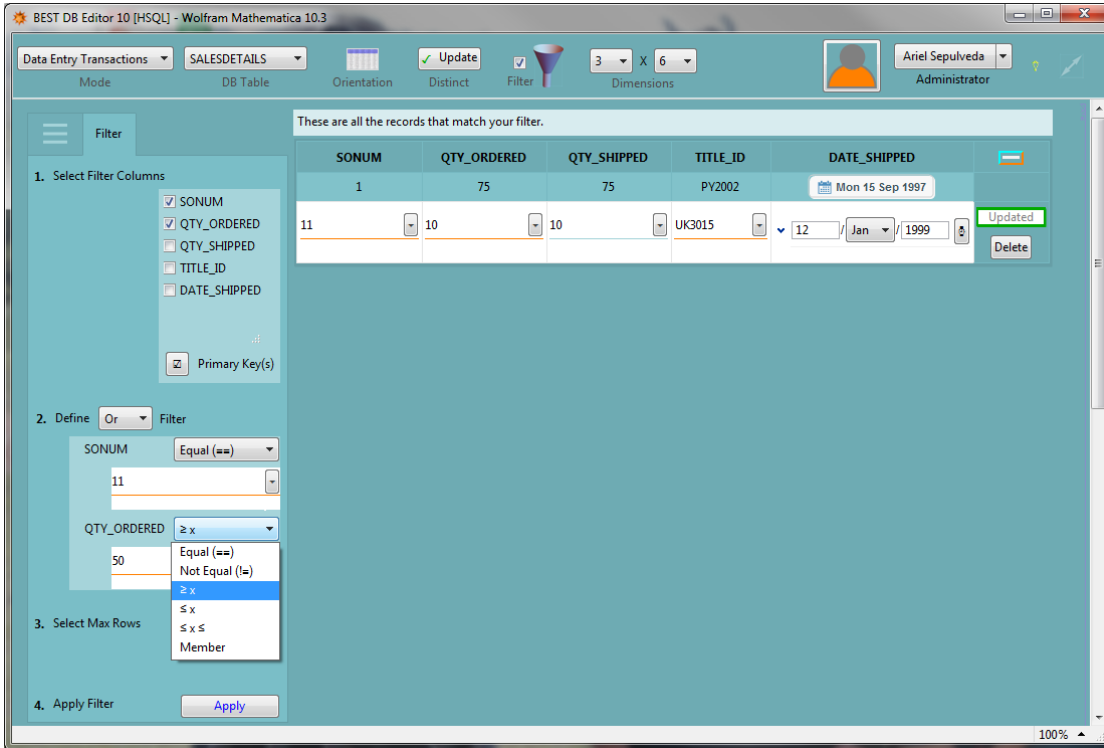 BEST DB Editor 10 [HSQL] - Wolfram Mathematica 10.3
Data Entry Transactions SALESDETAILS Update 3 X 6 Ariel Sepulveda
Mode DB Table Orientation Distinct Filter Dimensions Administrator
Filter
These are all the records that match your filter.
SONUM QTY_ORDERED QTY_SHIPPED TITLE_ID DATE_SHIPPED
1 75 75 PY2002 Mon 15 Sep 1997
11 10 10 UK3015 12 / Jan / 1999 Updated
Delete
1. Select Filter Columns
SONUM
QTY_ORDERED
QTY_SHIPPED
TITLE_ID
DATE_SHIPPED
Primary Key(s)
2. Define Or Filter
SONUM Equal (==)
11
QTY_ORDERED ≥ x
50
Equal (==)
Not Equal (!=)
≥ x
≤ x
≤ x ≤
Member
3. Select Max Rows
4. Apply Filter Apply
100%